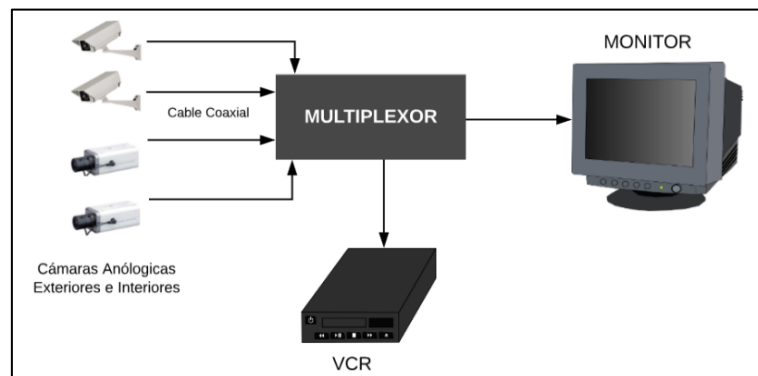 MONITOR
Cable Coaxial
MULTIPLEXOR
Cámaras Anólogicas
Exteriores e Interiores
VCR